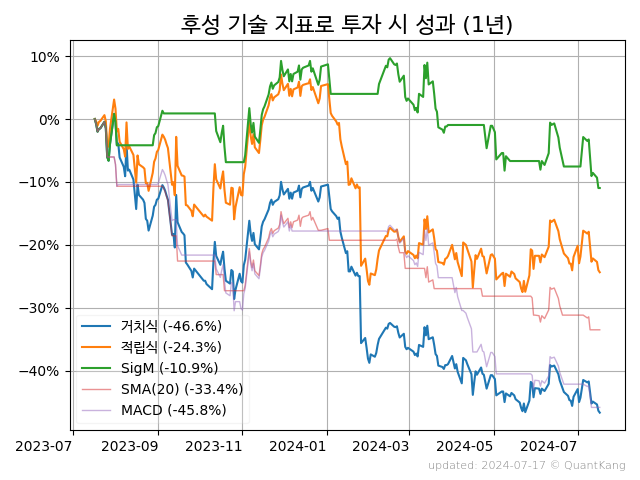 후성 기술 지표로 투자 시 성과 (1년)
10%
0%
−10%
−20%
−30%
−40%
거치식 (-46.6%)
적립식 (-24.3%)
SigM (-10.9%)
SMA(20) (-33.4%)
MACD (-45.8%)
2023-07 2023-09 2023-11 2024-01 2024-03 2024-05 2024-07
updated: 2024-07-17 © QuantKang